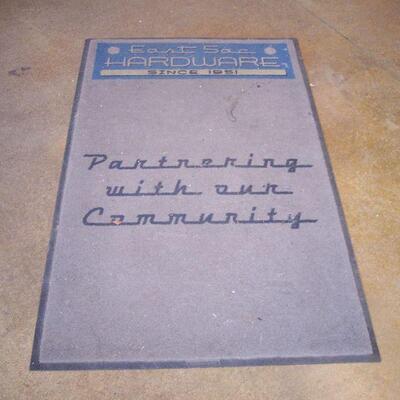 East Sac
HARDWARE
SINCE 1951
Partnering
with our
Community